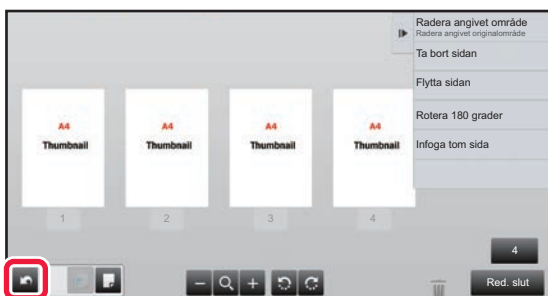 Radera angivet område
Radera angivet originalområde
Ta bort sidan
Flytta sidan
Rotera 180 grader
Infoga tom sida
A4
Thumbnail
A4
Thumbnail
A4
Thumbnail
A4
Thumbnail
1
2
3
4
4
Red. slut